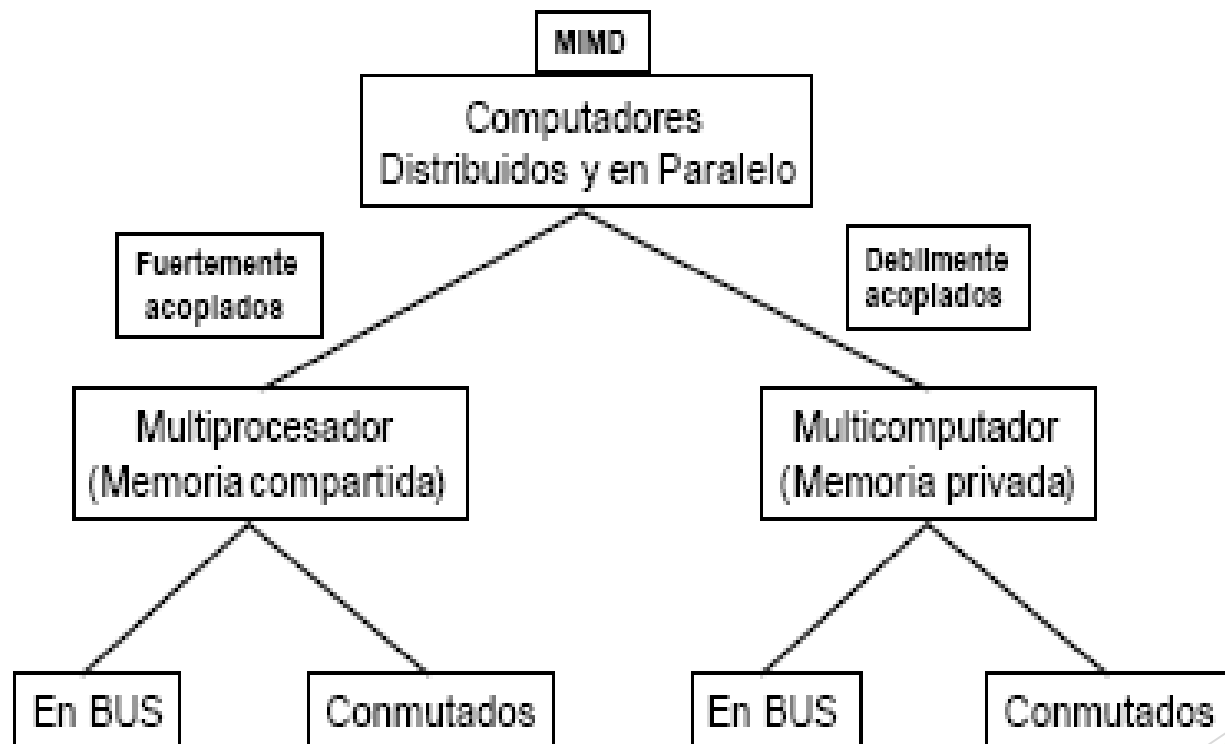 MIMD
Computadores
Distribuidos y en Paralelo
Fuertemente
acoplados
Debilmente
acoplados
Multiprocesador
(Memoria compartida)
Multicomputador
(Memoria privada)
En BUS
Conmutados
En BUS
Conmutados